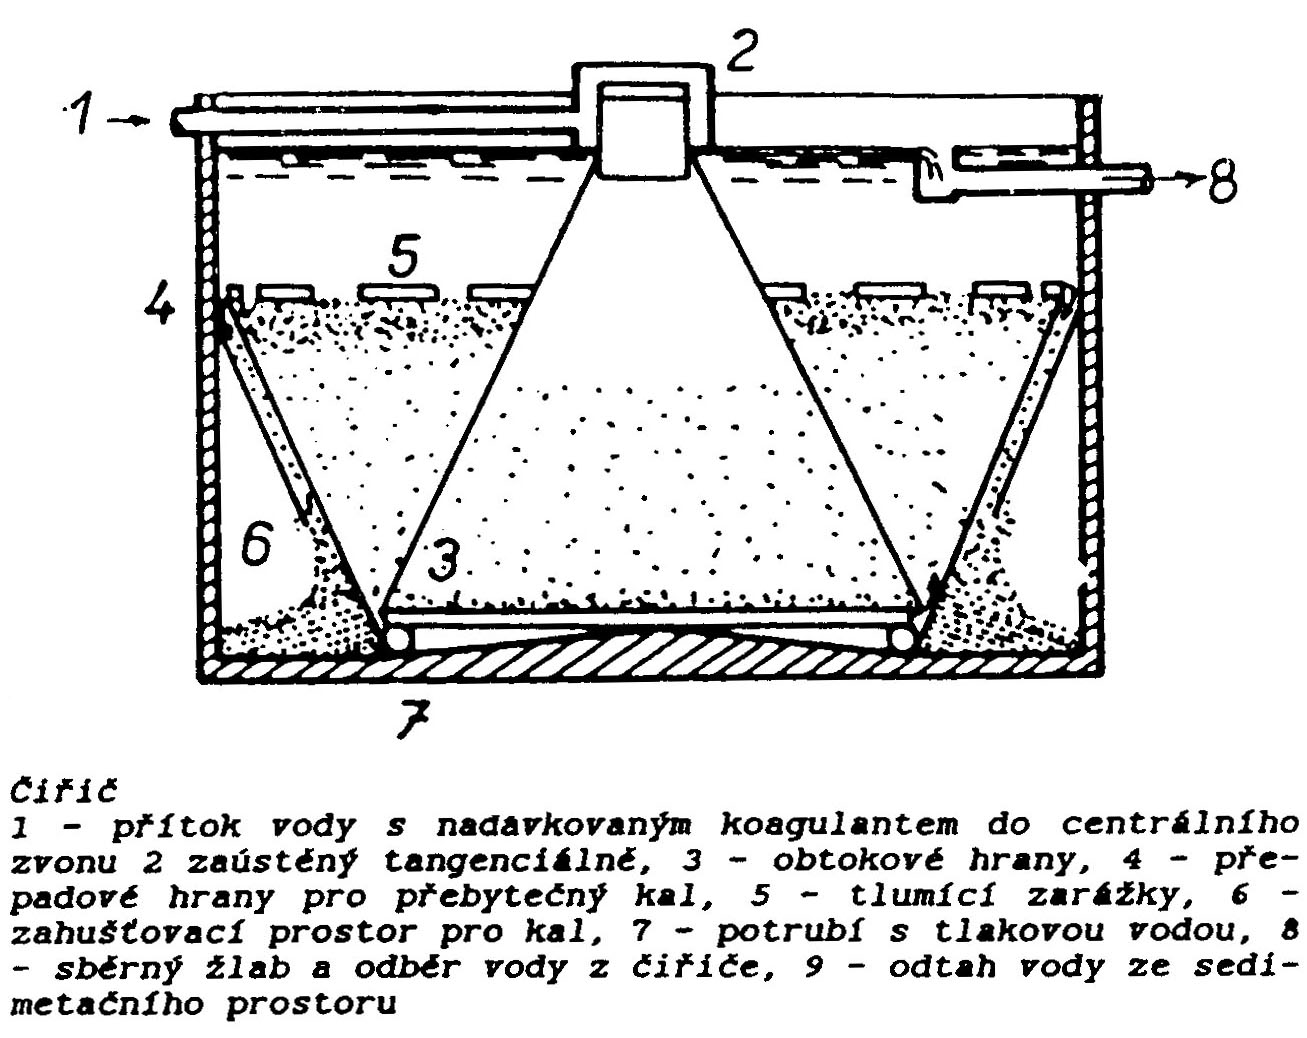 2
1
8
5
4
6
3
7
Čiřič
1 - přítok vody s nadávkovaným koagulantem do centrálního
zvonu 2 zaústěný tangenciálně, 3 - obtokové hrany, 4 - pře-
padové hrany pro přebytečný kal, 5 - tlumící zarážky, 6 -
zahušťovací prostor pro kal, 7 - potrubí s tlakovou vodou, 8
- sběrný žlab a odběr vody z čiřiče, 9 - odtah vody ze sedi-
metačního prostoru